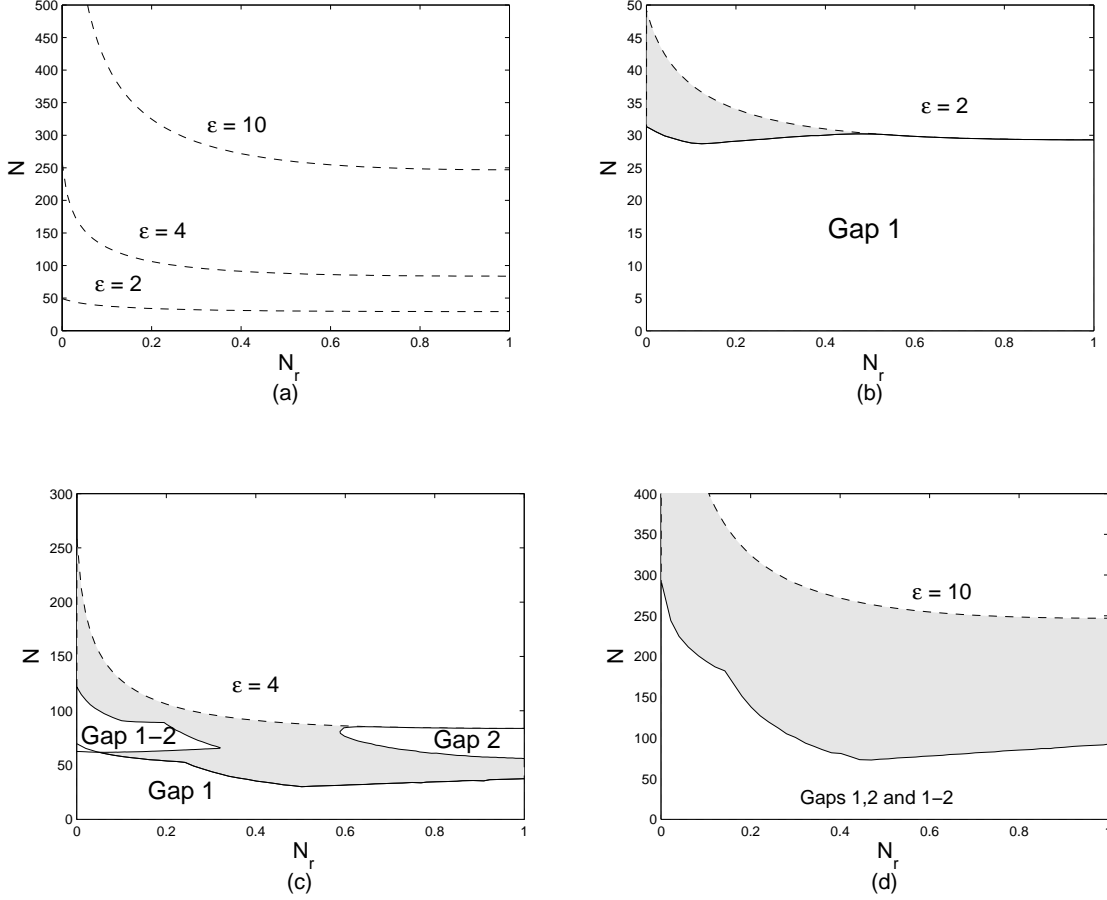 500
450
400
350
300
250
200
150
100
50
0
N
ε = 10
ε = 4
ε = 2
0 0.2 0.4 0.6 0.8 1
N_r
(a)
50
45
40
35
30
25
20
15
10
5
0
N
ε = 2
Gap 1
0 0.2 0.4 0.6 0.8 1
N_r
(b)
300
250
200
150
100
50
0
N
ε = 4
Gap 1−2
Gap 2
Gap 1
0 0.2 0.4 0.6 0.8 1
N_r
(c)
400
350
300
250
200
150
100
50
0
N
ε = 10
Gaps 1,2 and 1−2
0 0.2 0.4 0.6 0.8 1
N_r
(d)